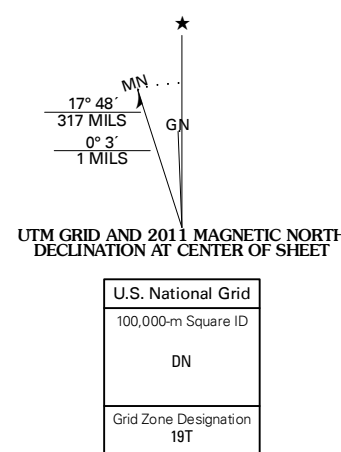 ★
MN
17° 48´
317 MILS
GN
0° 3´
1 MILS
UTM GRID AND 2011 MAGNETIC NORTH
DECLINATION AT CENTER OF SHEET
U.S. National Grid
100,000-m Square ID
DN
Grid Zone Designation
19T